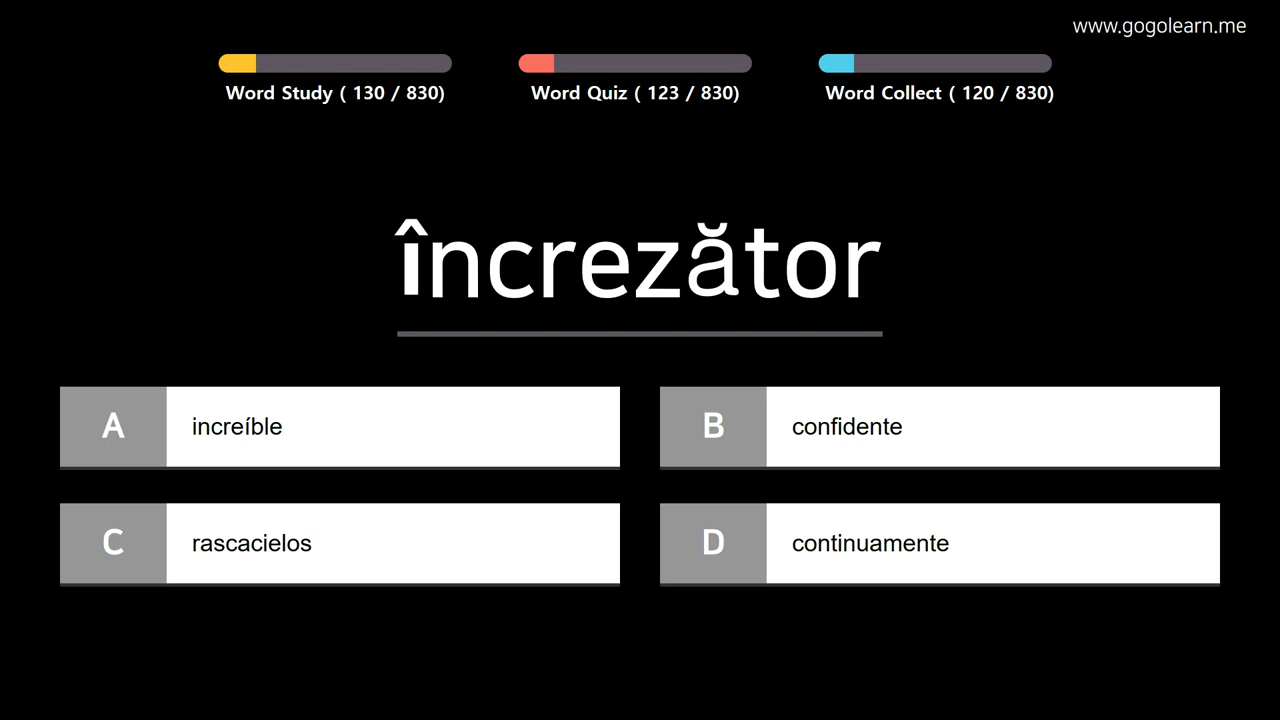 www.gogolearn.me
Word Study ( 130 / 830)
Word Quiz ( 123 / 830)
Word Collect ( 120 / 830)
încrezător
A increíble
B confidente
C rascacielos
D continuamente